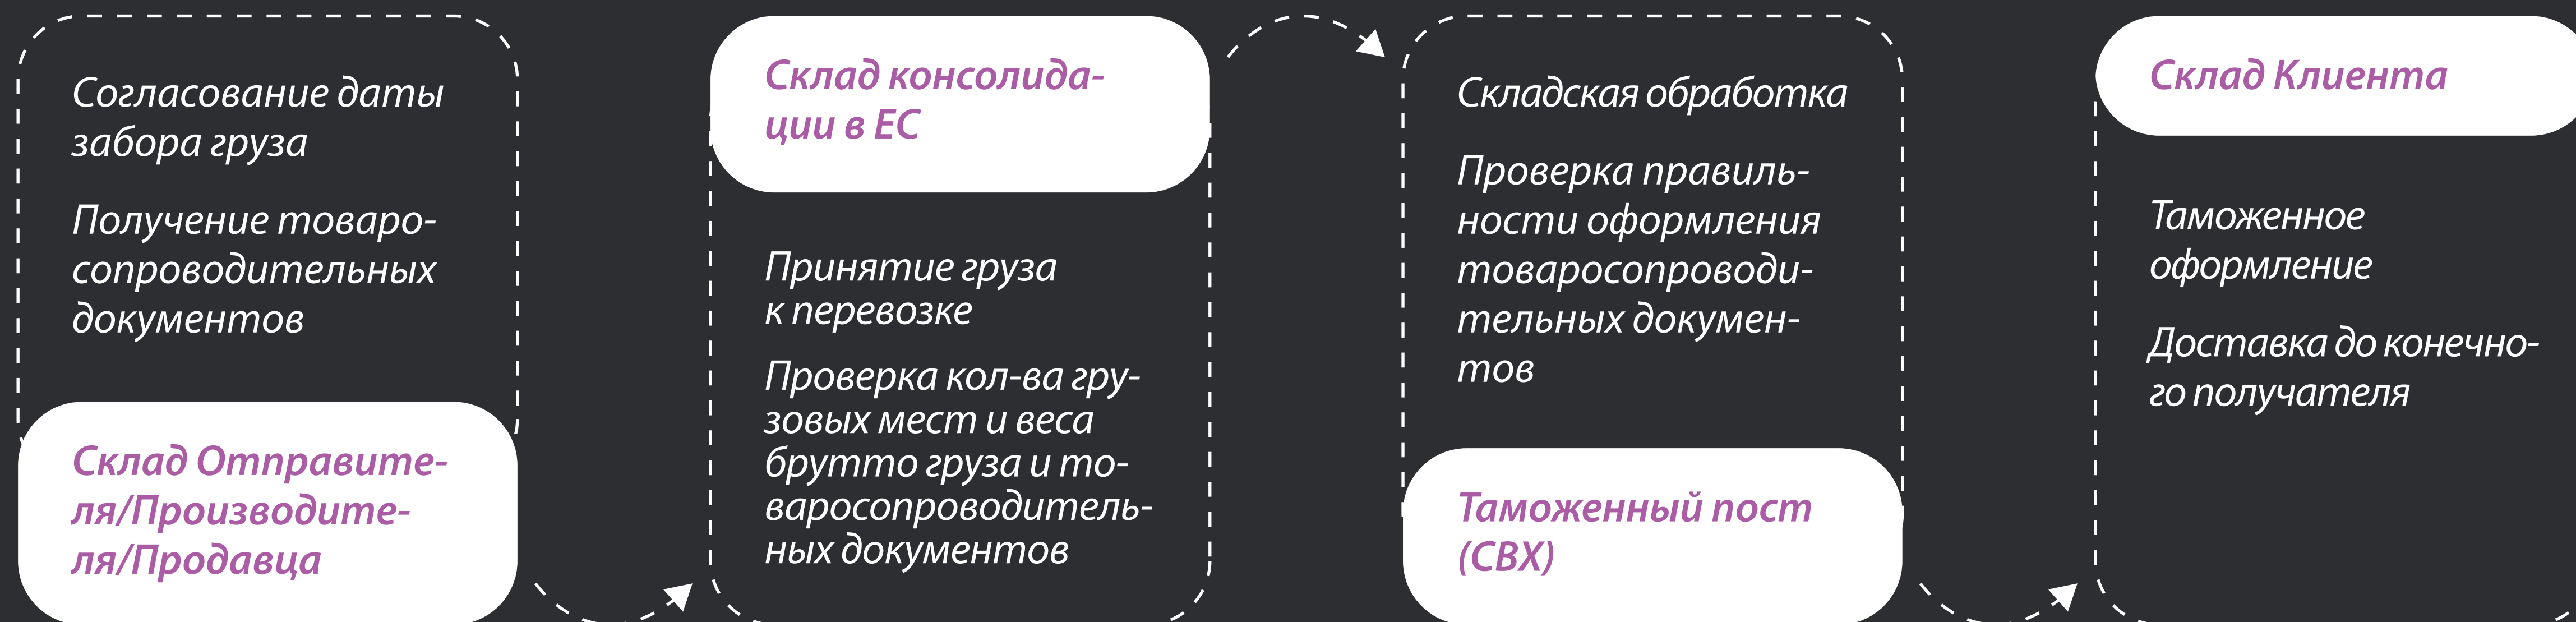 Согласование даты
забора груза
Получение товаро-
сопроводительных
документов
Склад Отправите-
ля/Производите-
ля/Продавца
Склад консолида-
ции в ЕС
Принятие груза
к перевозке
Проверка кол-ва гру-
зовых мест и веса
брутто груза и то-
варосопроводитель-
ных документов
Складская обработка
Проверка правиль-
ности оформления
товаросопроводи-
тельных докумен-
тов
Таможенный пост
(СВХ)
Склад Клиента
Таможенное
оформление
Доставка до конечно-
го получателя